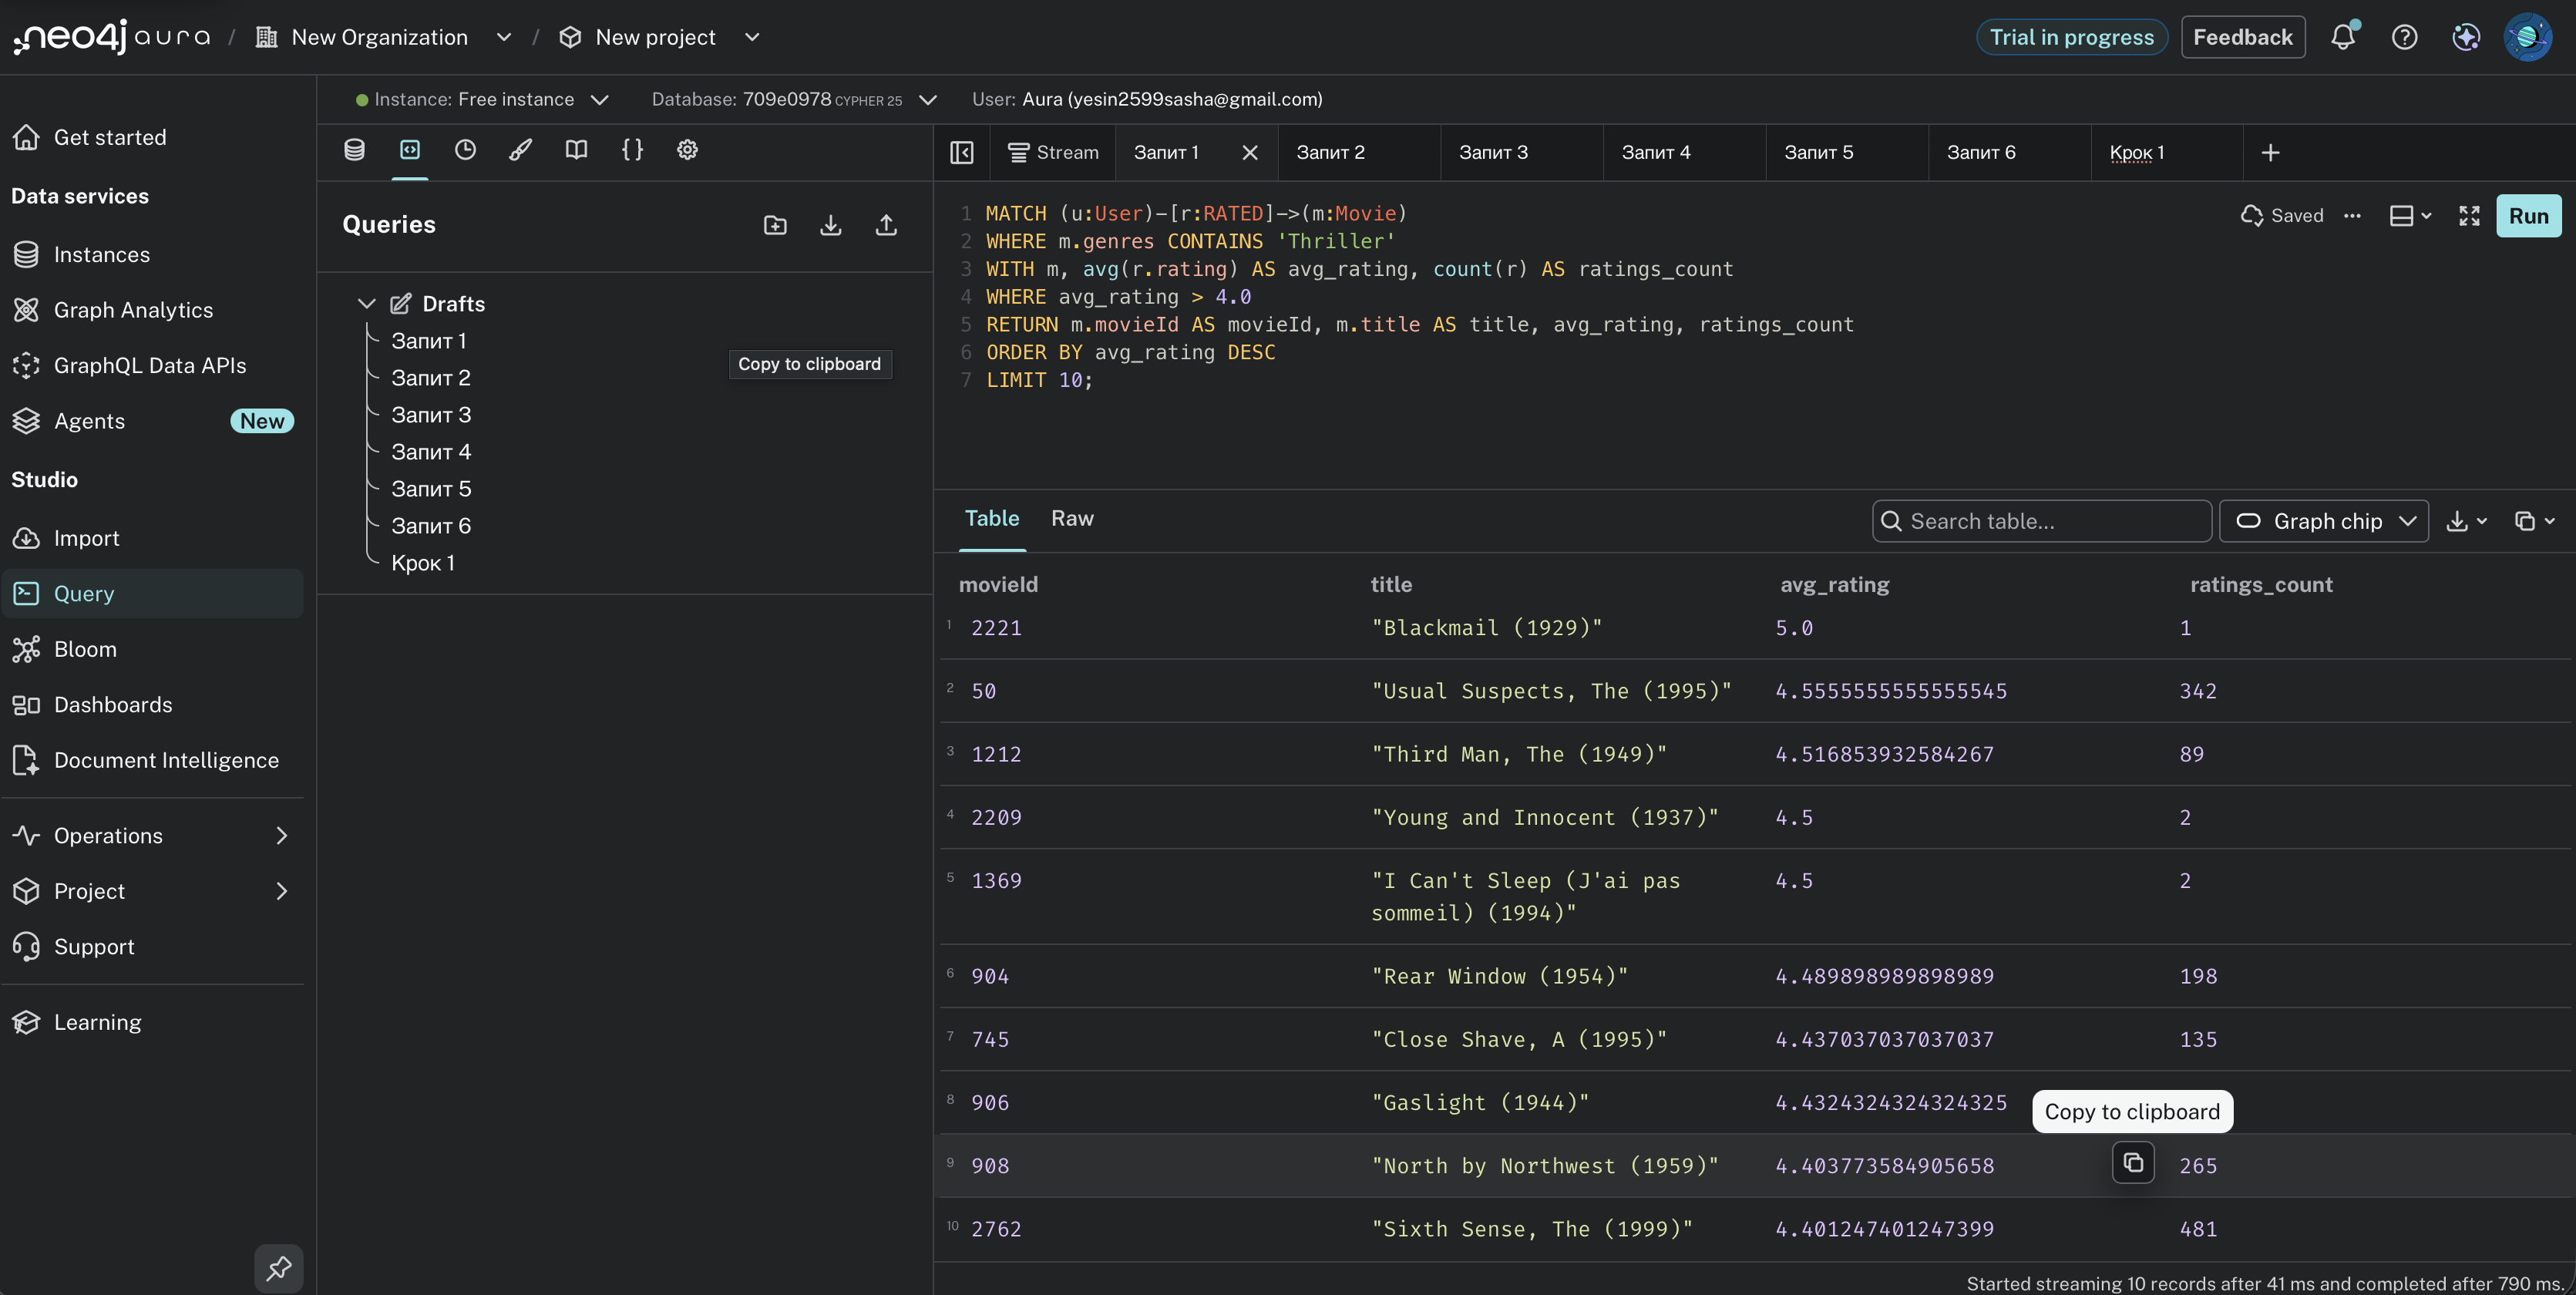 neo4j aura / New Organization / New project Trial in progress Feedback
Instance: Free instance Database: 709e0978 CYPHER 25 User: Aura (yesin2599sasha@gmail.com)
Get started
Data services
Instances
Graph Analytics
GraphQL Data APIs
Agents New
Studio
Import
Query
Bloom
Dashboards
Document Intelligence
Operations
Project
Support
Learning
Queries
Drafts
Запит 1
Запит 2
Запит 3
Запит 4
Запит 5
Запит 6
Крок 1
Copy to clipboard
Stream Запит 1 Запит 2 Запит 3 Запит 4 Запит 5 Запит 6 Крок 1
Saved Run
1 MATCH (u:User)-[r:RATED]->(m:Movie)
2 WHERE m.genres CONTAINS 'Thriller'
3 WITH m, avg(r.rating) AS avg_rating, count(r) AS ratings_count
4 WHERE avg_rating > 4.0
5 RETURN m.movieId AS movieId, m.title AS title, avg_rating, ratings_count
6 ORDER BY avg_rating DESC
7 LIMIT 10;
Table Raw Search table... Graph chip
movieId title avg_rating ratings_count
1 2221 "Blackmail (1929)" 5.0 1
2 50 "Usual Suspects, The (1995)" 4.5555555555555545 342
3 1212 "Third Man, The (1949)" 4.516853932584267 89
4 2209 "Young and Innocent (1937)" 4.5 2
5 1369 "I Can't Sleep (J'ai pas 4.5 2
sommeil) (1994)"
6 904 "Rear Window (1954)" 4.489898989898989 198
7 745 "Close Shave, A (1995)" 4.437037037037037 135
8 906 "Gaslight (1944)" 4.4324324324324325
Copy to clipboard
9 908 "North by Northwest (1959)" 4.403773584905658 265
10 2762 "Sixth Sense, The (1999)" 4.401247401247399 481
Started streaming 10 records after 41 ms and completed after 790 ms.